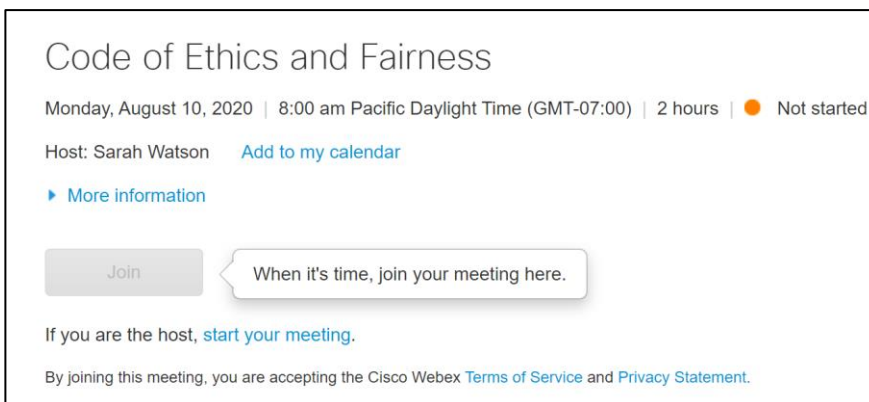 Code of Ethics and Fairness
Monday, August 10, 2020 | 8:00 am Pacific Daylight Time (GMT-07:00) | 2 hours | Not started
Host: Sarah Watson Add to my calendar
More information
Join When it's time, join your meeting here.
If you are the host, start your meeting.
By joining this meeting, you are accepting the Cisco Webex Terms of Service and Privacy Statement.